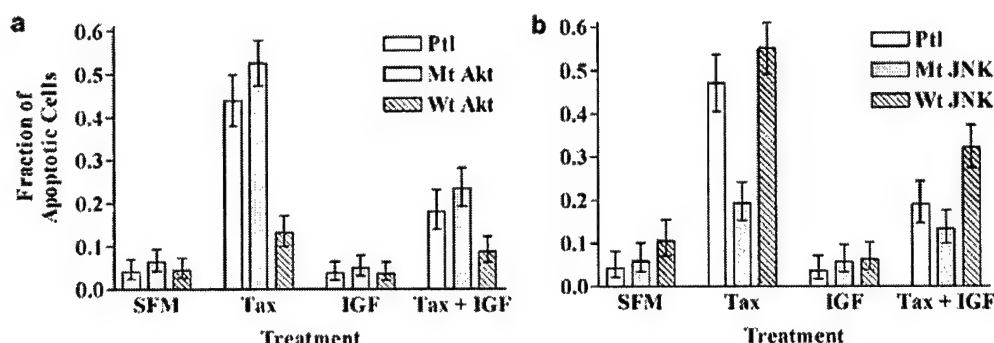 a
Fraction of
Apoptotic Cells
0.6
0.5
0.4
0.3
0.2
0.1
0.0
Ptl
Mt Akt
Wt Akt
SFM Tax IGF Tax + IGF
Treatment
b
0.6
0.5
0.4
0.3
0.2
0.1
0.0
Ptl
Mt JNK
Wt JNK
SFM Tax IGF Tax + IGF
Treatment